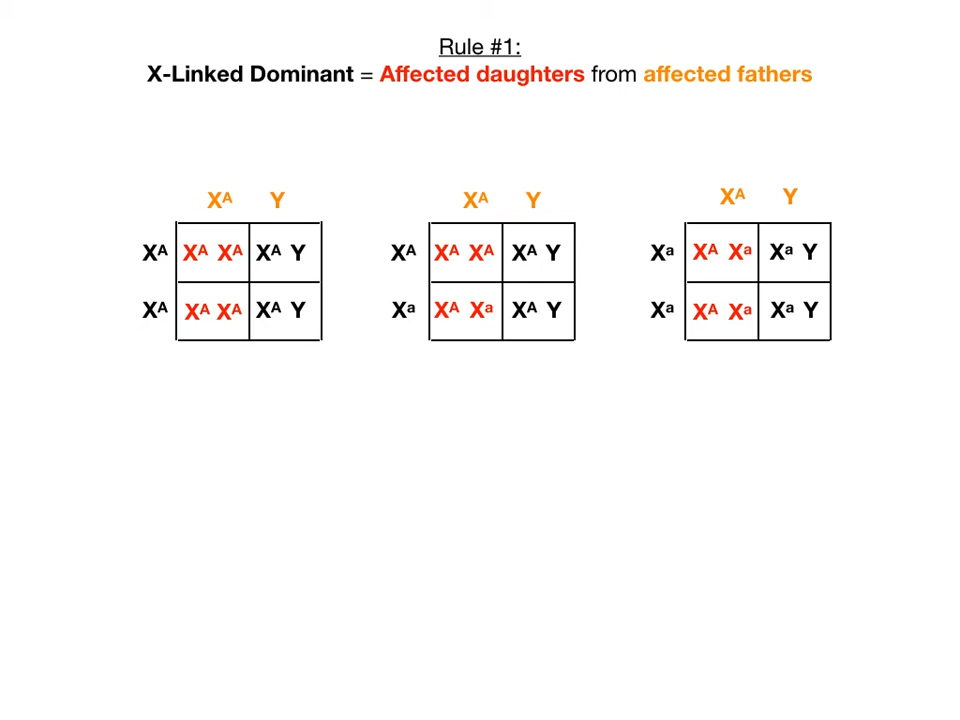 Rule #1:
X-Linked Dominant = Affected daughters from affected fathers
Xᴬ Y Xᴬ Y Xᴬ Y
Xᴬ Xᴬ Xᴬ Xᴬ Y Xᴬ Xᴬ Xᴬ Xᴬ Y Xᵃ Xᴬ Xᵃ Xᵃ Y
Xᴬ Xᴬ Xᴬ Xᴬ Y Xᵃ Xᴬ Xᵃ Xᴬ Y Xᵃ Xᴬ Xᵃ Xᵃ Y